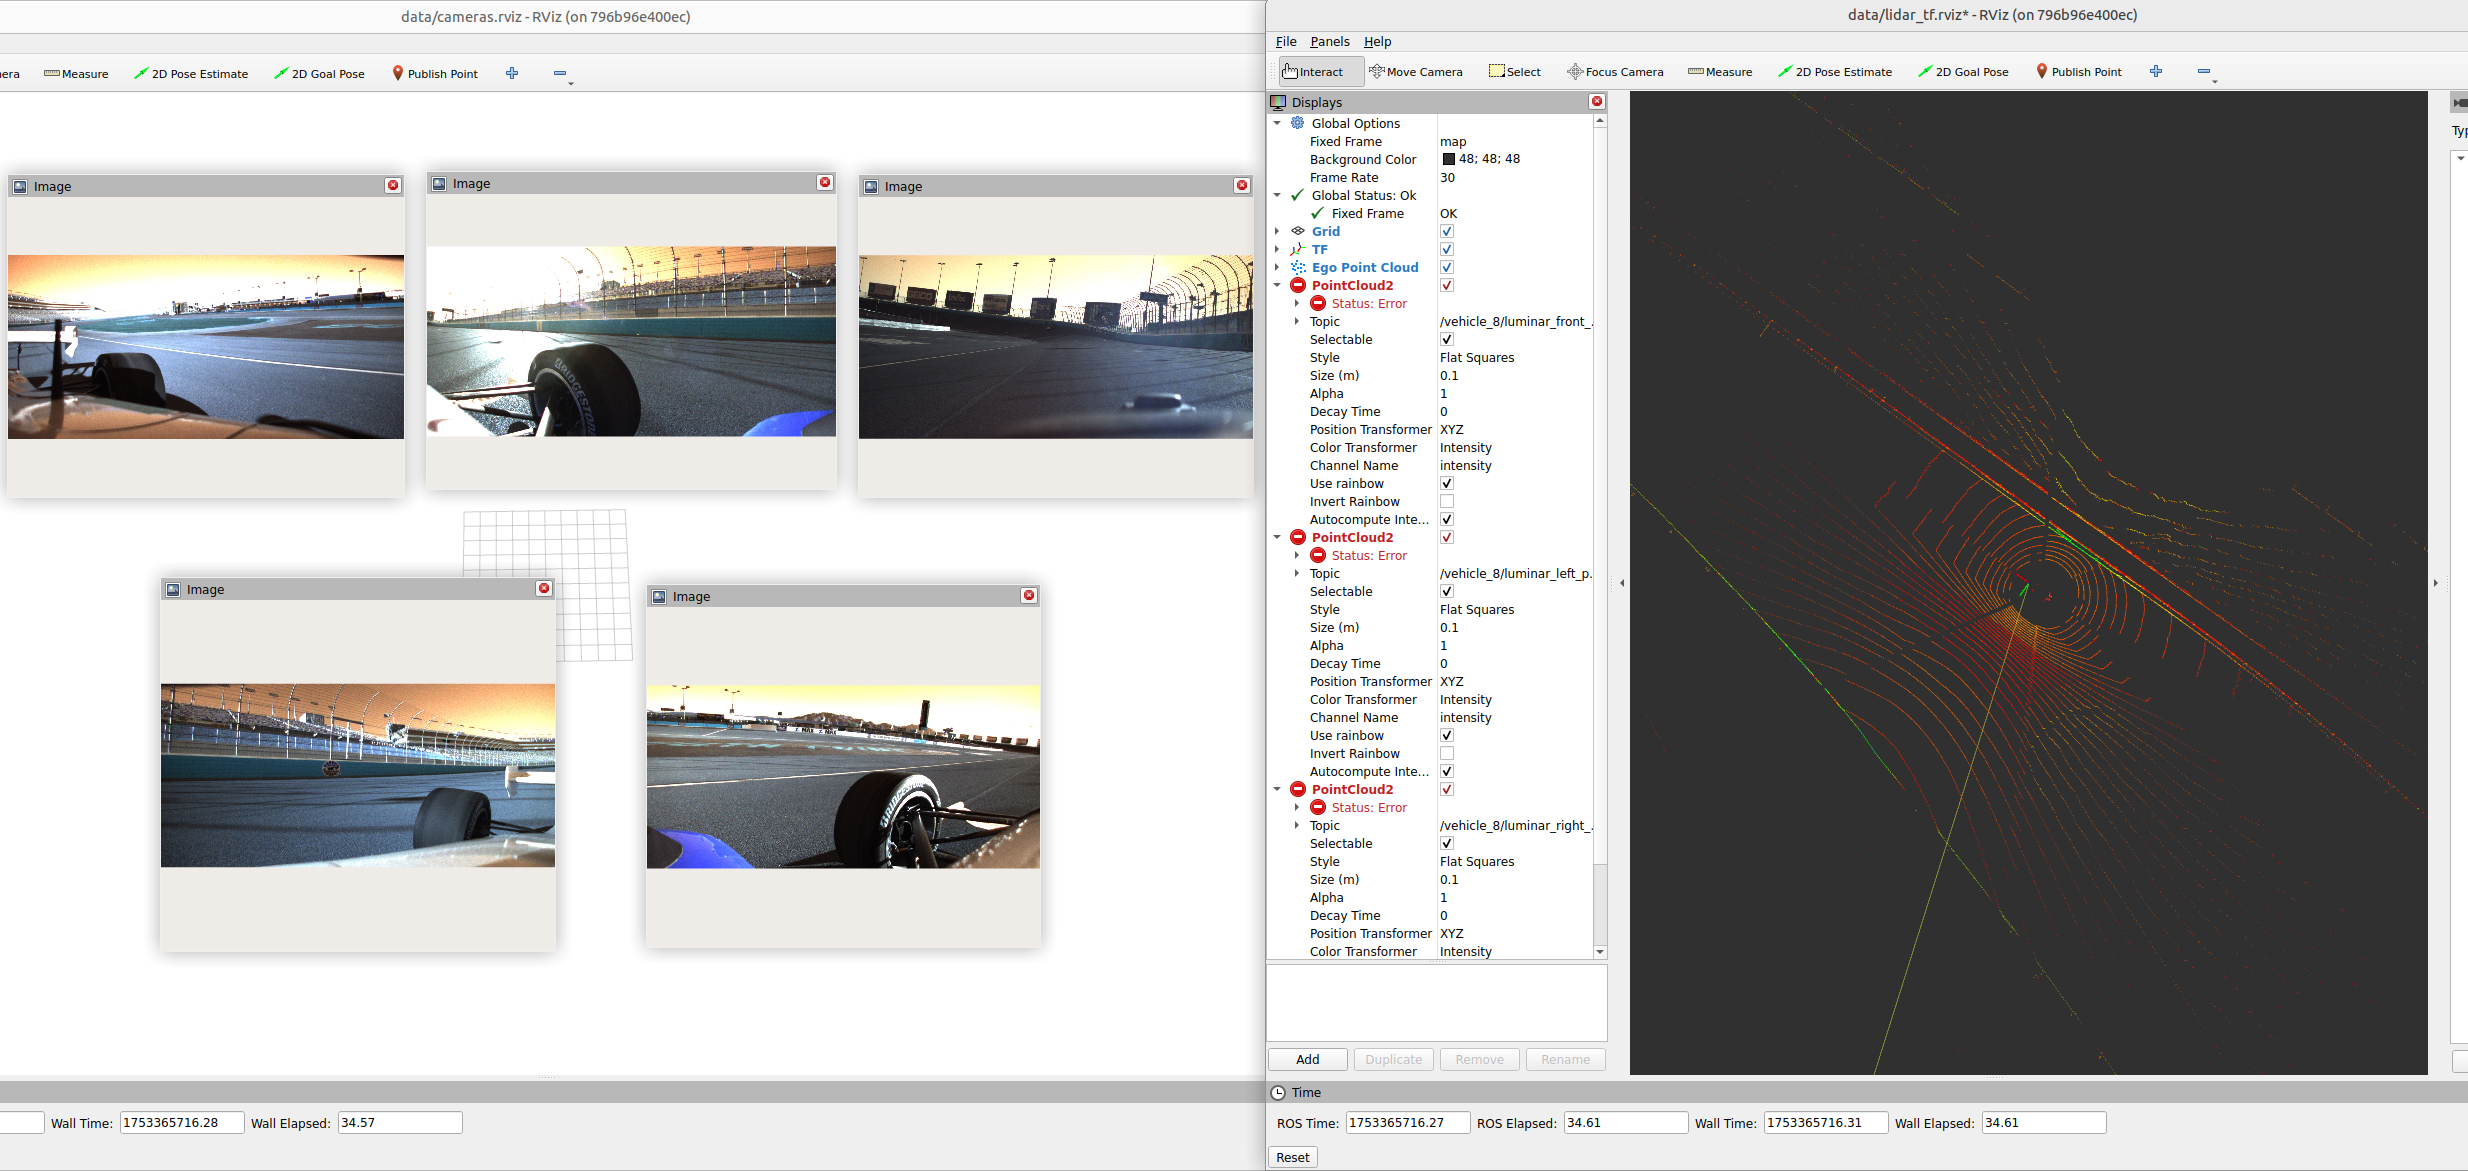 data/cameras.rviz - RViz (on 796b96e400ec)
era
Measure
2D Pose Estimate
2D Goal Pose
Publish Point
Image
Image
Image
BRIDGESTONE
Image
Image
BRIDGESTONE
Wall Time:
1753365716.28
Wall Elapsed:
34.57
data/lidar_tf.rviz* - RViz (on 796b96e400ec)
File Panels Help
Interact
Move Camera
Select
Focus Camera
Measure
2D Pose Estimate
2D Goal Pose
Publish Point
Displays
Global Options
Fixed Frame map
Background Color 48; 48; 48
Frame Rate 30
Global Status: Ok
Fixed Frame OK
Grid
TF
Ego Point Cloud
PointCloud2
Status: Error
Topic /vehicle_8/luminar_front_.
Selectable
Style Flat Squares
Size (m) 0.1
Alpha 1
Decay Time 0
Position Transformer XYZ
Color Transformer Intensity
Channel Name intensity
Use rainbow
Invert Rainbow
Autocompute Inte...
PointCloud2
Status: Error
Topic /vehicle_8/luminar_left_p.
Selectable
Style Flat Squares
Size (m) 0.1
Alpha 1
Decay Time 0
Position Transformer XYZ
Color Transformer Intensity
Channel Name intensity
Use rainbow
Invert Rainbow
Autocompute Inte...
PointCloud2
Status: Error
Topic /vehicle_8/luminar_right_.
Selectable
Style Flat Squares
Size (m) 0.1
Alpha 1
Decay Time 0
Position Transformer XYZ
Color Transformer Intensity
Add Duplicate Remove Rename
Typ
Time
ROS Time: 1753365716.27 ROS Elapsed: 34.61 Wall Time: 1753365716.31 Wall Elapsed: 34.61
Reset